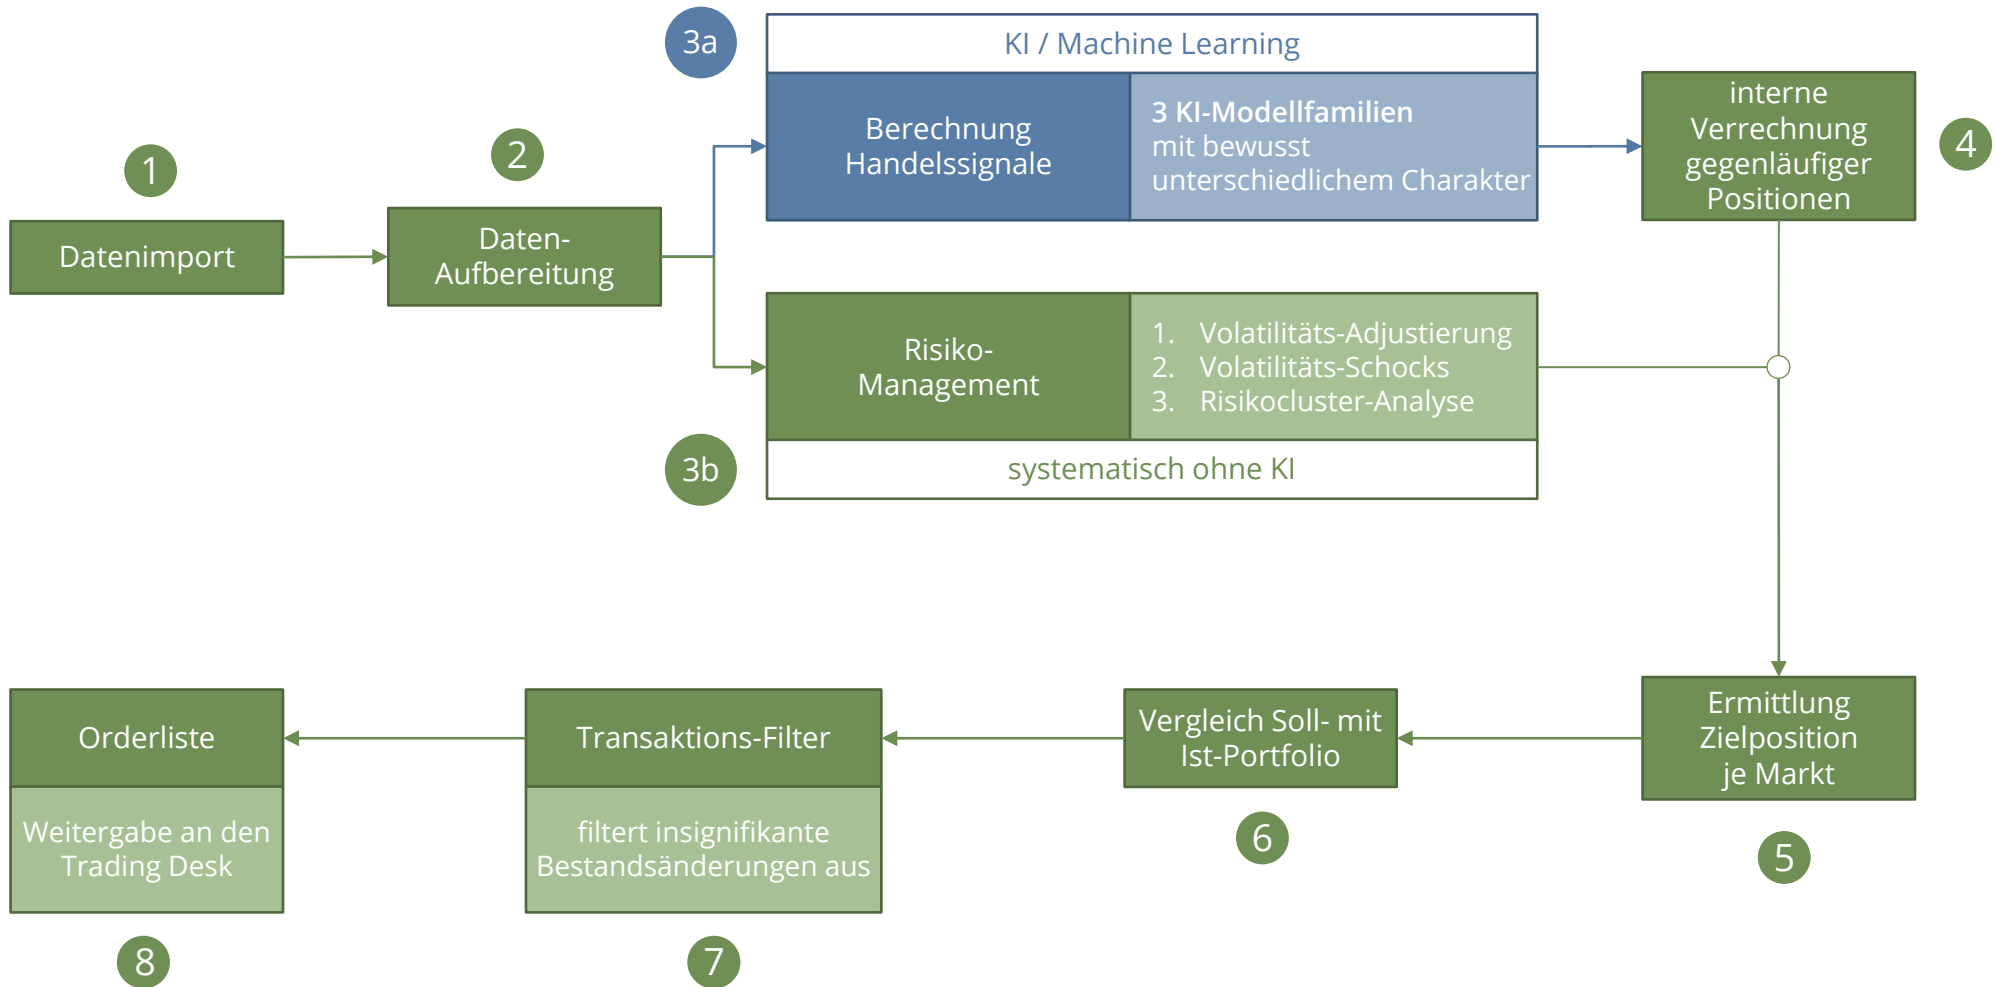 1
Datenimport
2
Daten-
Aufbereitung
3a
KI / Machine Learning
Berechnung
Handelssignale
3 KI-Modellfamilien
mit bewusst
unterschiedlichem Charakter
3b
Risiko-
Management
1. Volatilitäts-Adjustierung
2. Volatilitäts-Schocks
3. Risikocluster-Analyse
systematisch ohne KI
interne
Verrechnung
gegenläufiger
Positionen
4
Ermittlung
Zielposition
je Markt
5
Vergleich Soll- mit
Ist-Portfolio
6
Transaktions-Filter
filtert insignifikante
Bestandsänderungen aus
7
Orderliste
Weitergabe an den
Trading Desk
8